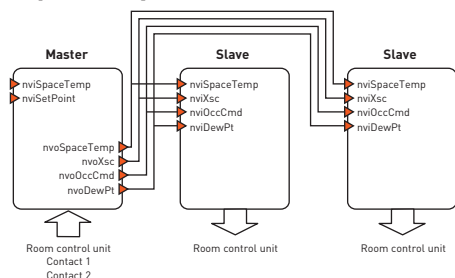 Master
Slave
Slave
nviSpaceTemp
nviSetPoint
nvoSpaceTemp
nvoXsc
nvoOccCmd
nvoDewPt
nviSpaceTemp
nviXsc
nviOccCmd
nviDewPt
nviSpaceTemp
nviXsc
nviOccCmd
nviDewPt
Room control unit
Contact 1
Contact 2
Room control unit
Room control unit